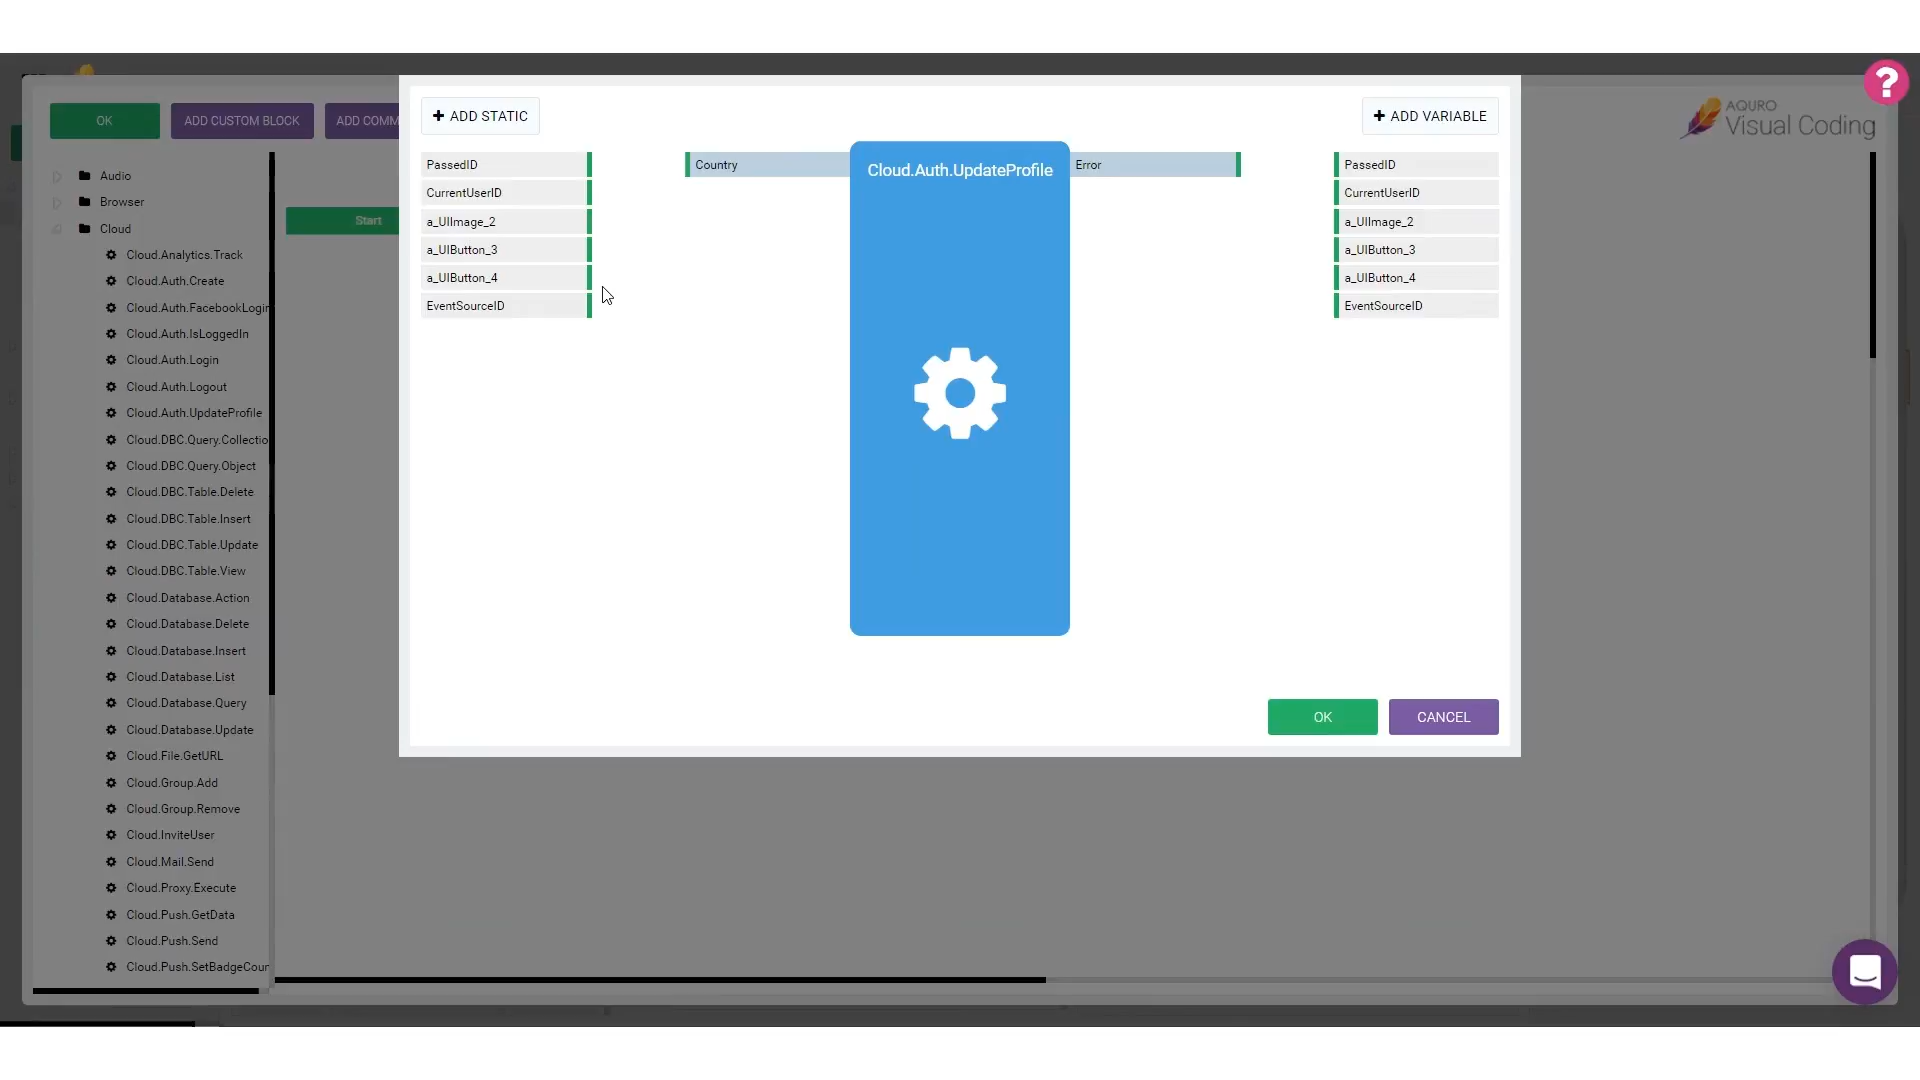 OK
ADD CUSTOM BLOCK
ADD COMM
AQURO
Visual Coding
?
Audio
Browser
Cloud
Cloud.Analytics.Track
Cloud.Auth.Create
Cloud.Auth.FacebookLogin
Cloud.Auth.IsLoggedIn
Cloud.Auth.Login
Cloud.Auth.Logout
Cloud.Auth.UpdateProfile
Cloud.DBC.Query.Collectio
Cloud.DBC.Query.Object
Cloud.DBC.Table.Delete
Cloud.DBC.Table.Insert
Cloud.DBC.Table.Update
Cloud.DBC.Table.View
Cloud.Database.Action
Cloud.Database.Delete
Cloud.Database.Insert
Cloud.Database.List
Cloud.Database.Query
Cloud.Database.Update
Cloud.File.GetURL
Cloud.Group.Add
Cloud.Group.Remove
Cloud.InviteUser
Cloud.Mail.Send
Cloud.Proxy.Execute
Cloud.Push.GetData
Cloud.Push.Send
Cloud.Push.SetBadgeCoun
Start
+ ADD STATIC
PassedID
CurrentUserID
a_UIImage_2
a_UIButton_3
a_UIButton_4
EventSourceID
Country
Cloud.Auth.UpdateProfile
Error
+ ADD VARIABLE
PassedID
CurrentUserID
a_UIImage_2
a_UIButton_3
a_UIButton_4
EventSourceID
OK
CANCEL